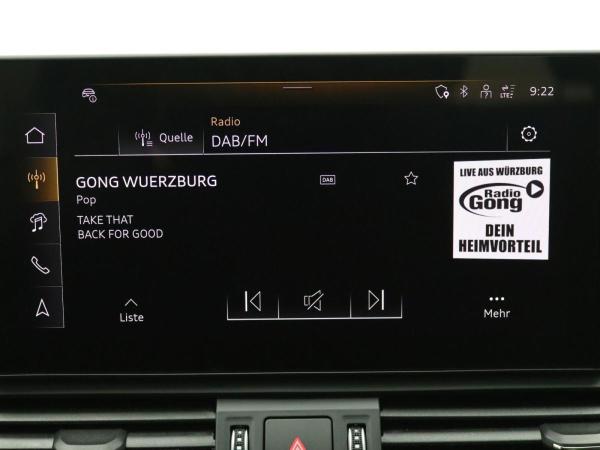 LTE
9:22
Quelle
Radio
DAB/FM
GONG WUERZBURG
DAB
Pop
TAKE THAT
BACK FOR GOOD
LIVE AUS WÜRZBURG
Radio
Gong
DEIN
HEIMVORTEIL
Liste
Mehr